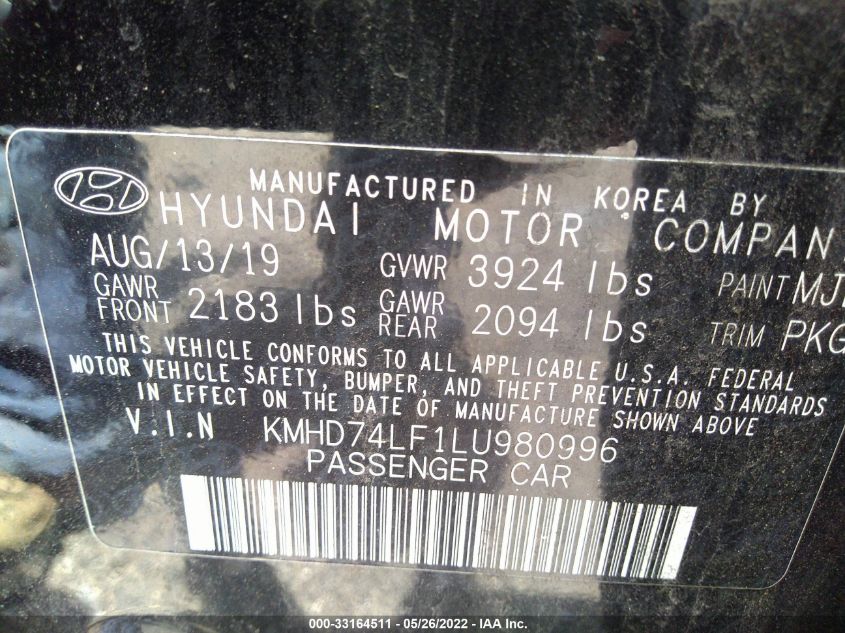 MANUFACTURED IN KOREA BY
HYUNDAI MOTOR COMPAN
AUG/13/19 GVWR 3924 lbs PAINT MJ
GAWR FRONT 2183 lbs GAWR REAR 2094 lbs TRIM PKG
THIS VEHICLE CONFORMS TO ALL APPLICABLE U.S.A. FEDERAL
MOTOR VEHICLE SAFETY, BUMPER, AND THEFT PREVENTION STANDARDS
IN EFFECT ON THE DATE OF MANUFACTURE SHOWN ABOVE
V.I.N KMHD74LF1LU980996
PASSENGER CAR
000-33164511 - 05/26/2022 - IAA Inc.